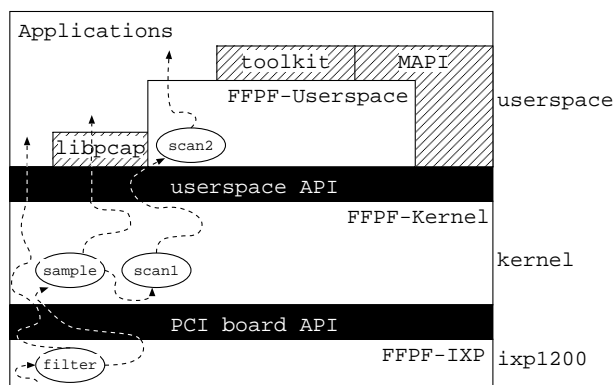 Applications
toolkit
MAPI
FFPF-Userspace
userspace
libpcap
scan2
userspace API
FFPF-Kernel
sample
scan1
kernel
PCI board API
FFPF-IXP
ixp1200
filter